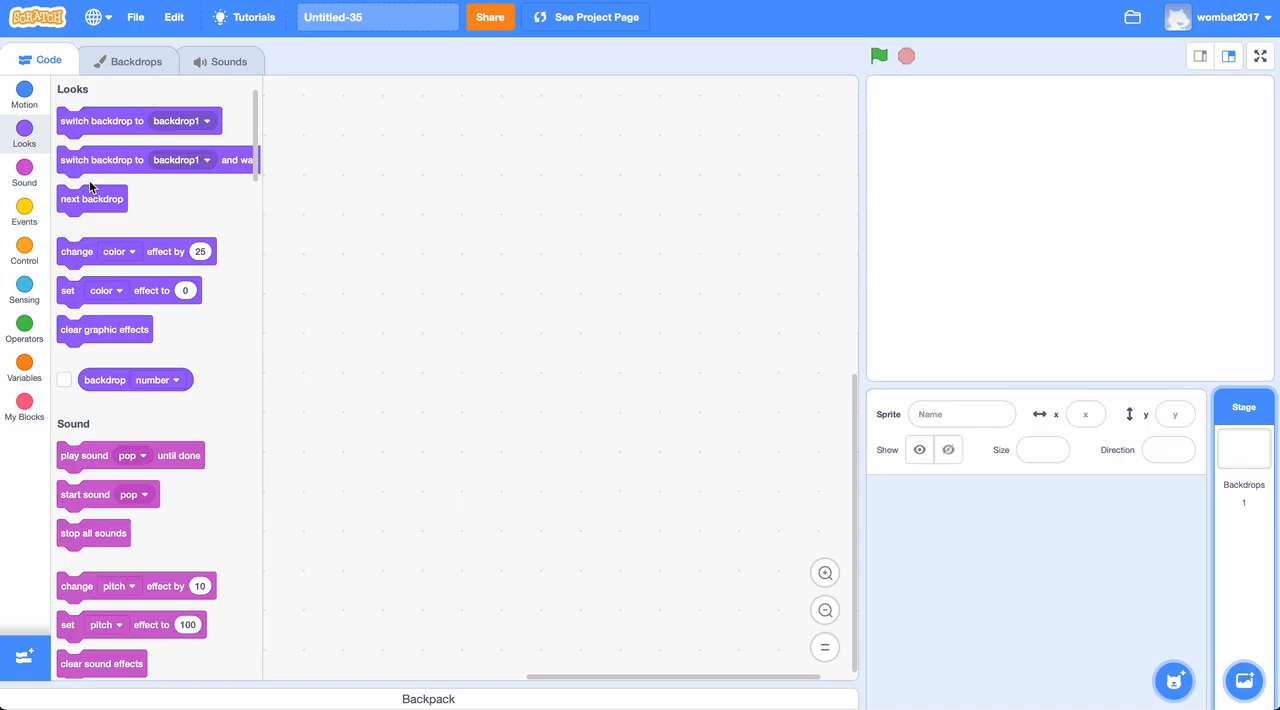 SCRATCH File Edit Tutorials Untitled-35 Share See Project Page wombat2017
Code Backdrops Sounds
Motion
Looks
Sound
Events
Control
Sensing
Operators
Variables
My Blocks
Looks
switch backdrop to backdrop1
switch backdrop to backdrop1 and wa
next backdrop
change color effect by 25
set color effect to 0
clear graphic effects
backdrop number
Sound
play sound pop until done
start sound pop
stop all sounds
change pitch effect by 10
set pitch effect to 100
clear sound effects
Backpack
Sprite Name x x y y
Show Size Direction
Stage
Backdrops
1